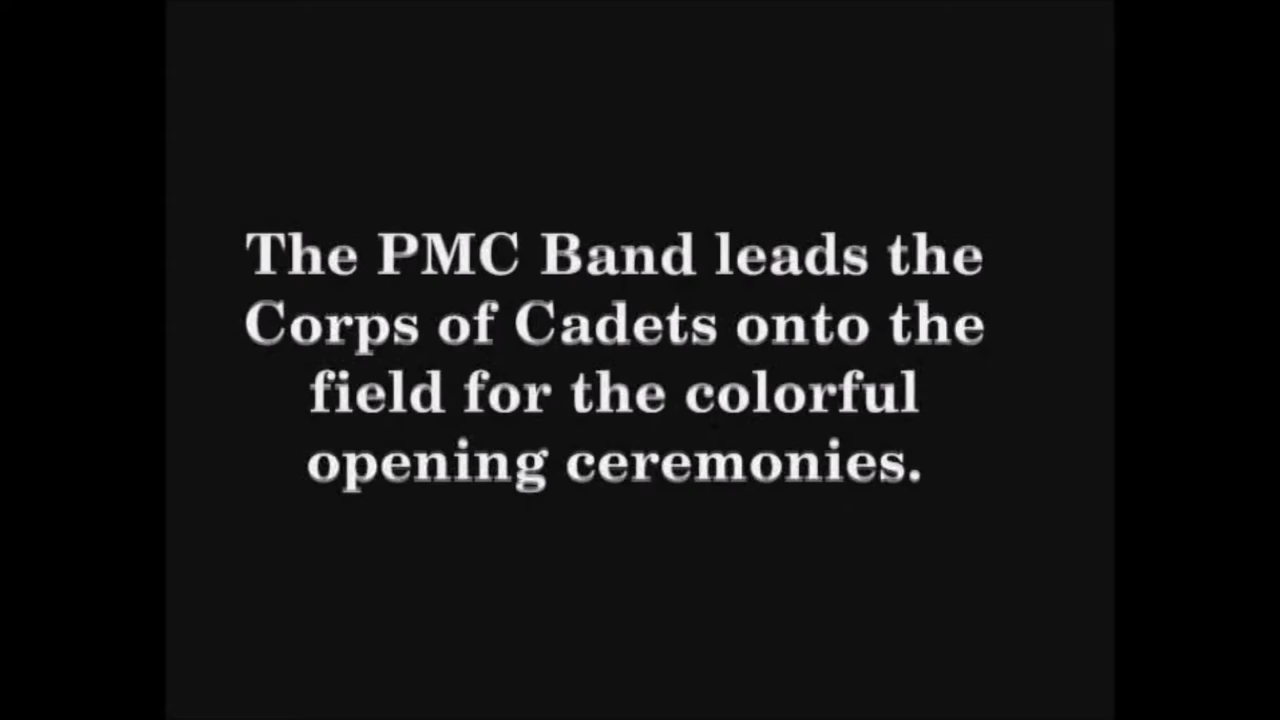 The PMC Band leads the
Corps of Cadets onto the
field for the colorful
opening ceremonies.